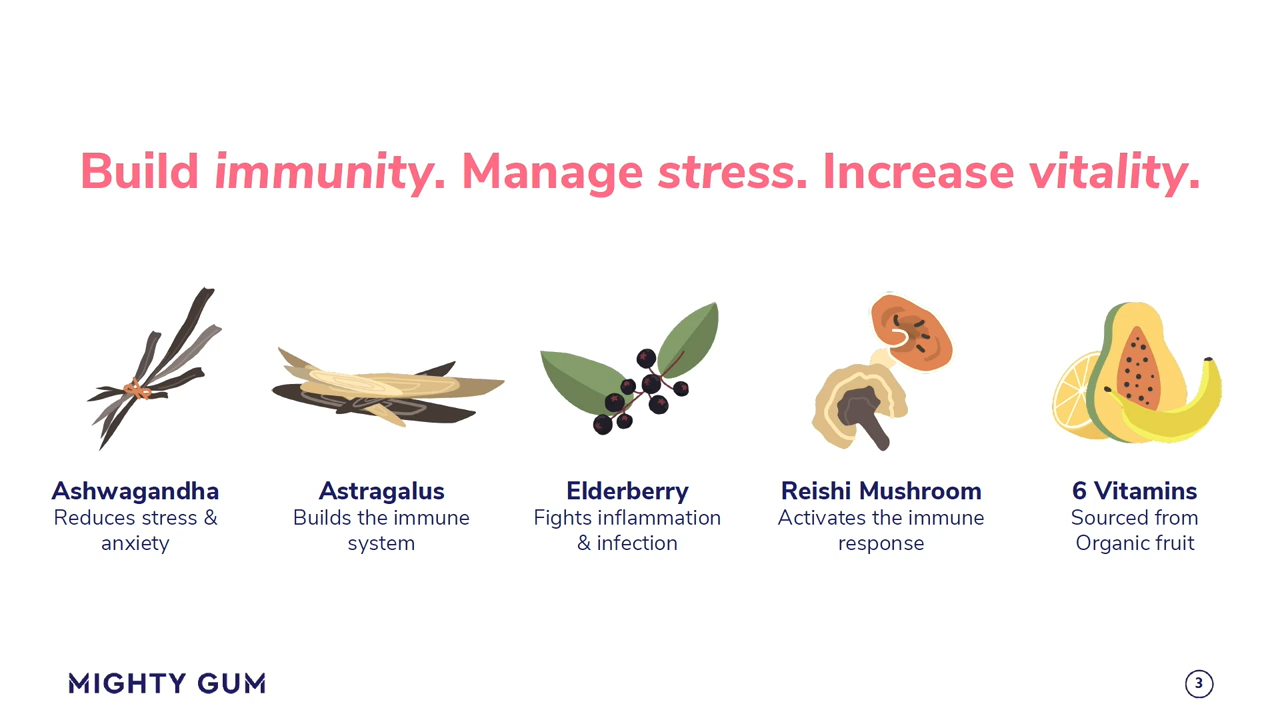 Build immunity. Manage stress. Increase vitality.
Ashwagandha
Reduces stress &
anxiety
Astragalus
Builds the immune
system
Elderberry
Fights inflammation
& infection
Reishi Mushroom
Activates the immune
response
6 Vitamins
Sourced from
Organic fruit
MIGHTY GUM
3